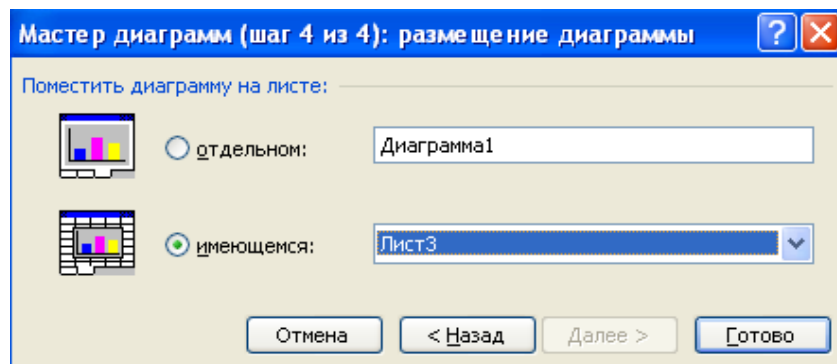 Мастер диаграмм (шаг 4 из 4): размещение диаграммы
Поместить диаграмму на листе:
отдельном: Диаграмма1
имеющемся: Лист3
Отмена < Назад Далее > Готово